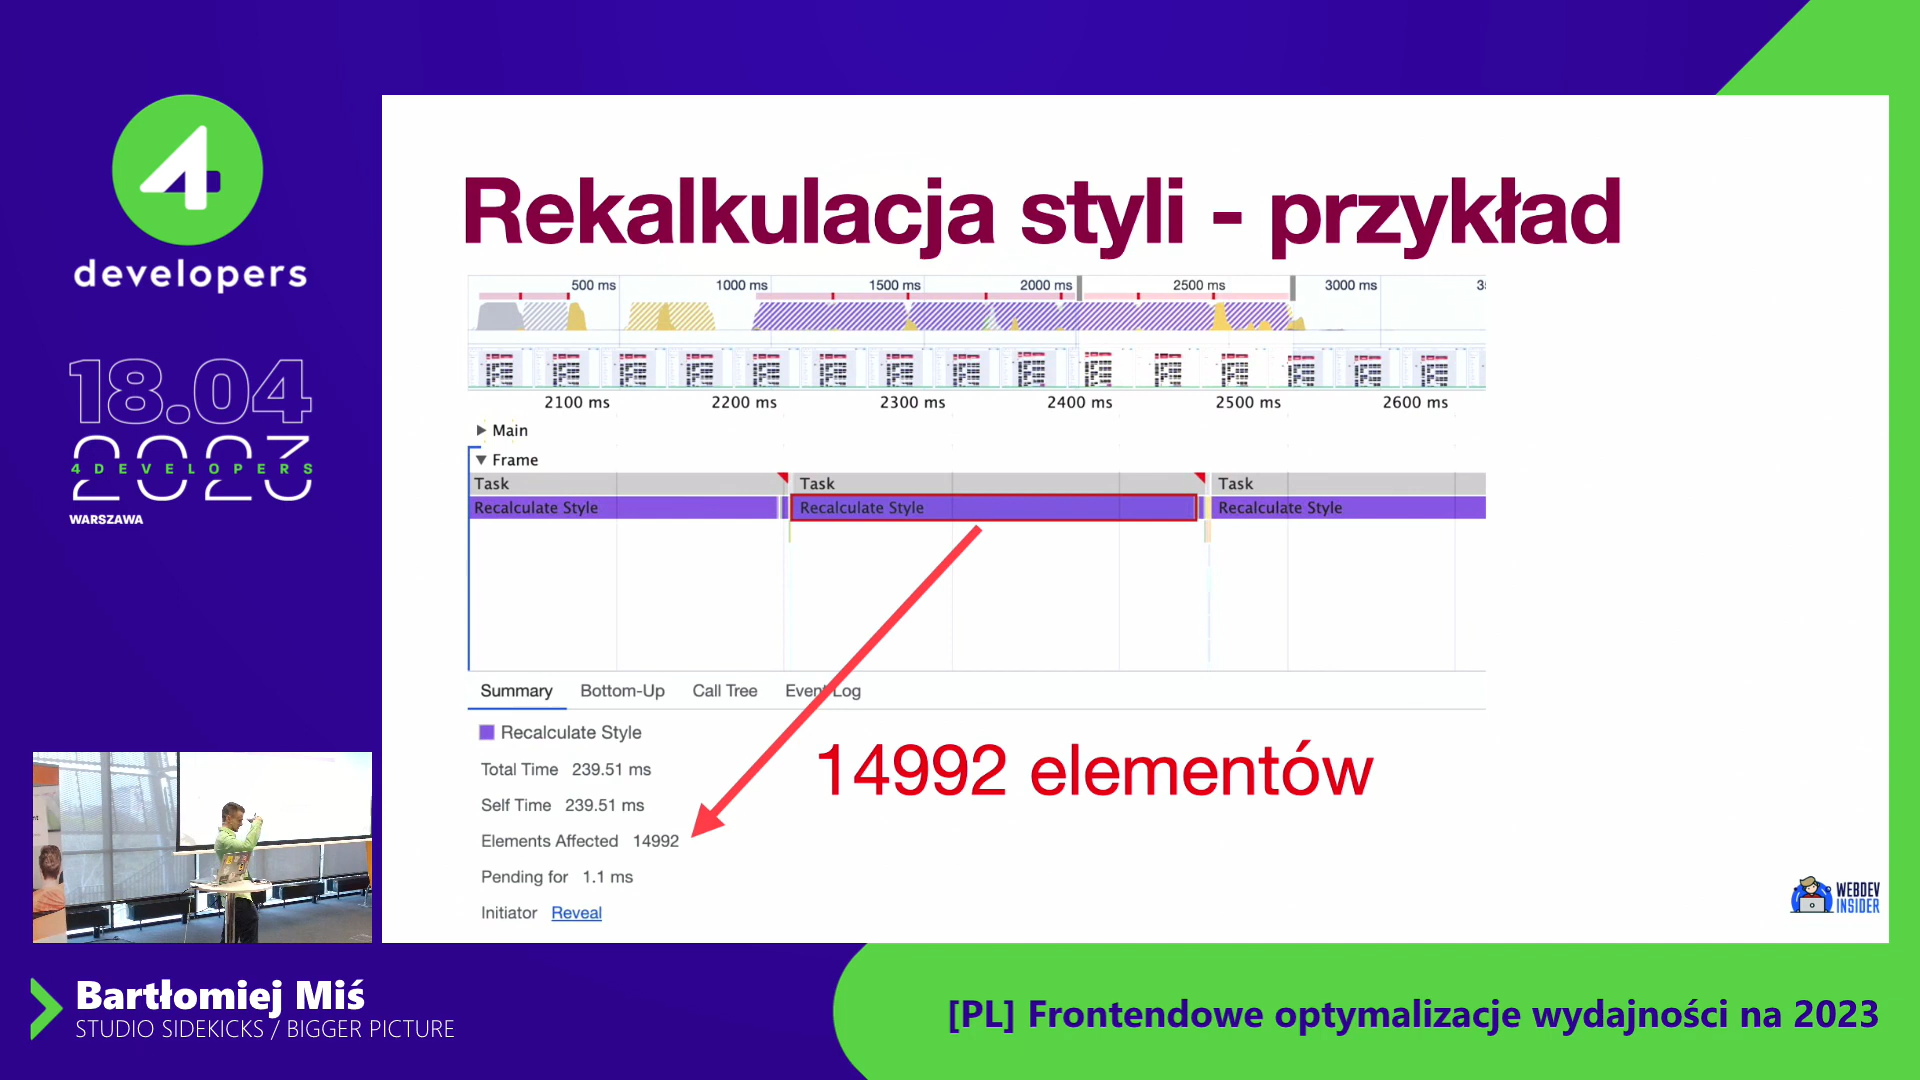 4
developers
18.04
2023
4DEVELOPERS
WARSZAWA
Rekalkulacja styli - przykład
500 ms 1000 ms 1500 ms 2000 ms 2500 ms 3000 ms
2100 ms 2200 ms 2300 ms 2400 ms 2500 ms 2600 ms
Main
Frame
Task Task Task
Recalculate Style Recalculate Style Recalculate Style
Summary Bottom-Up Call Tree Event Log
Recalculate Style
Total Time 239.51 ms
Self Time 239.51 ms
Elements Affected 14992
Pending for 1.1 ms
Initiator Reveal
14992 elementów
WEBDEV
INSIDER
Bartłomiej Miś
STUDIO SIDEKICKS / BIGGER PICTURE
[PL] Frontendowe optymalizacje wydajności na 2023